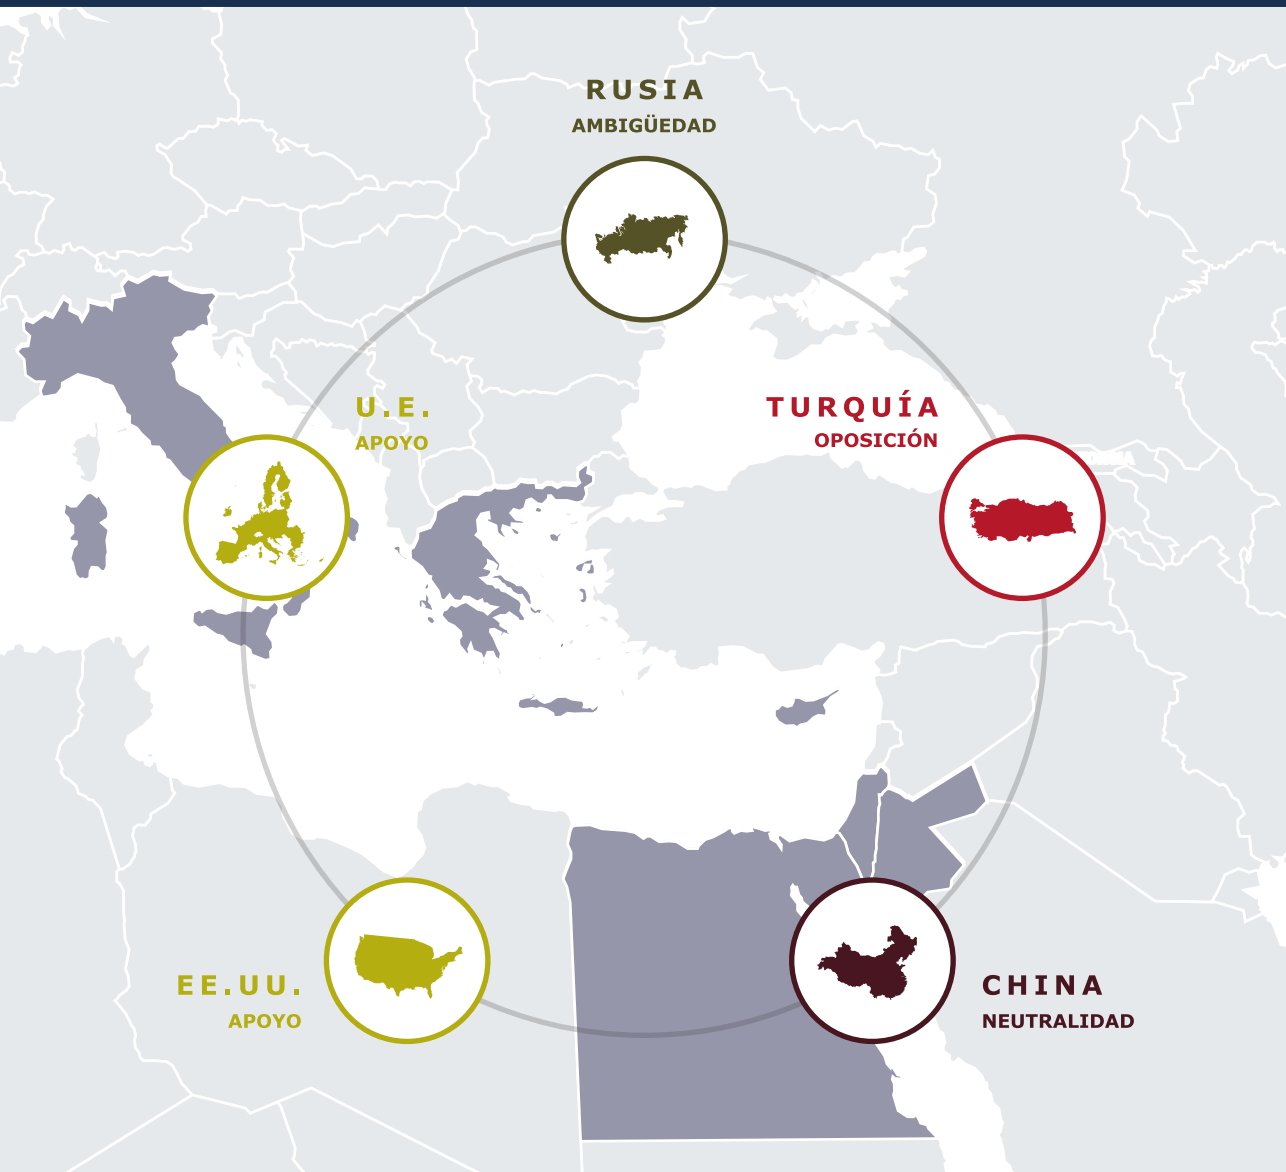 RUSIA
AMBIGÜEDAD
U.E.
APOYO
TURQUÍA
OPOSICIÓN
EE.UU.
APOYO
CHINA
NEUTRALIDAD